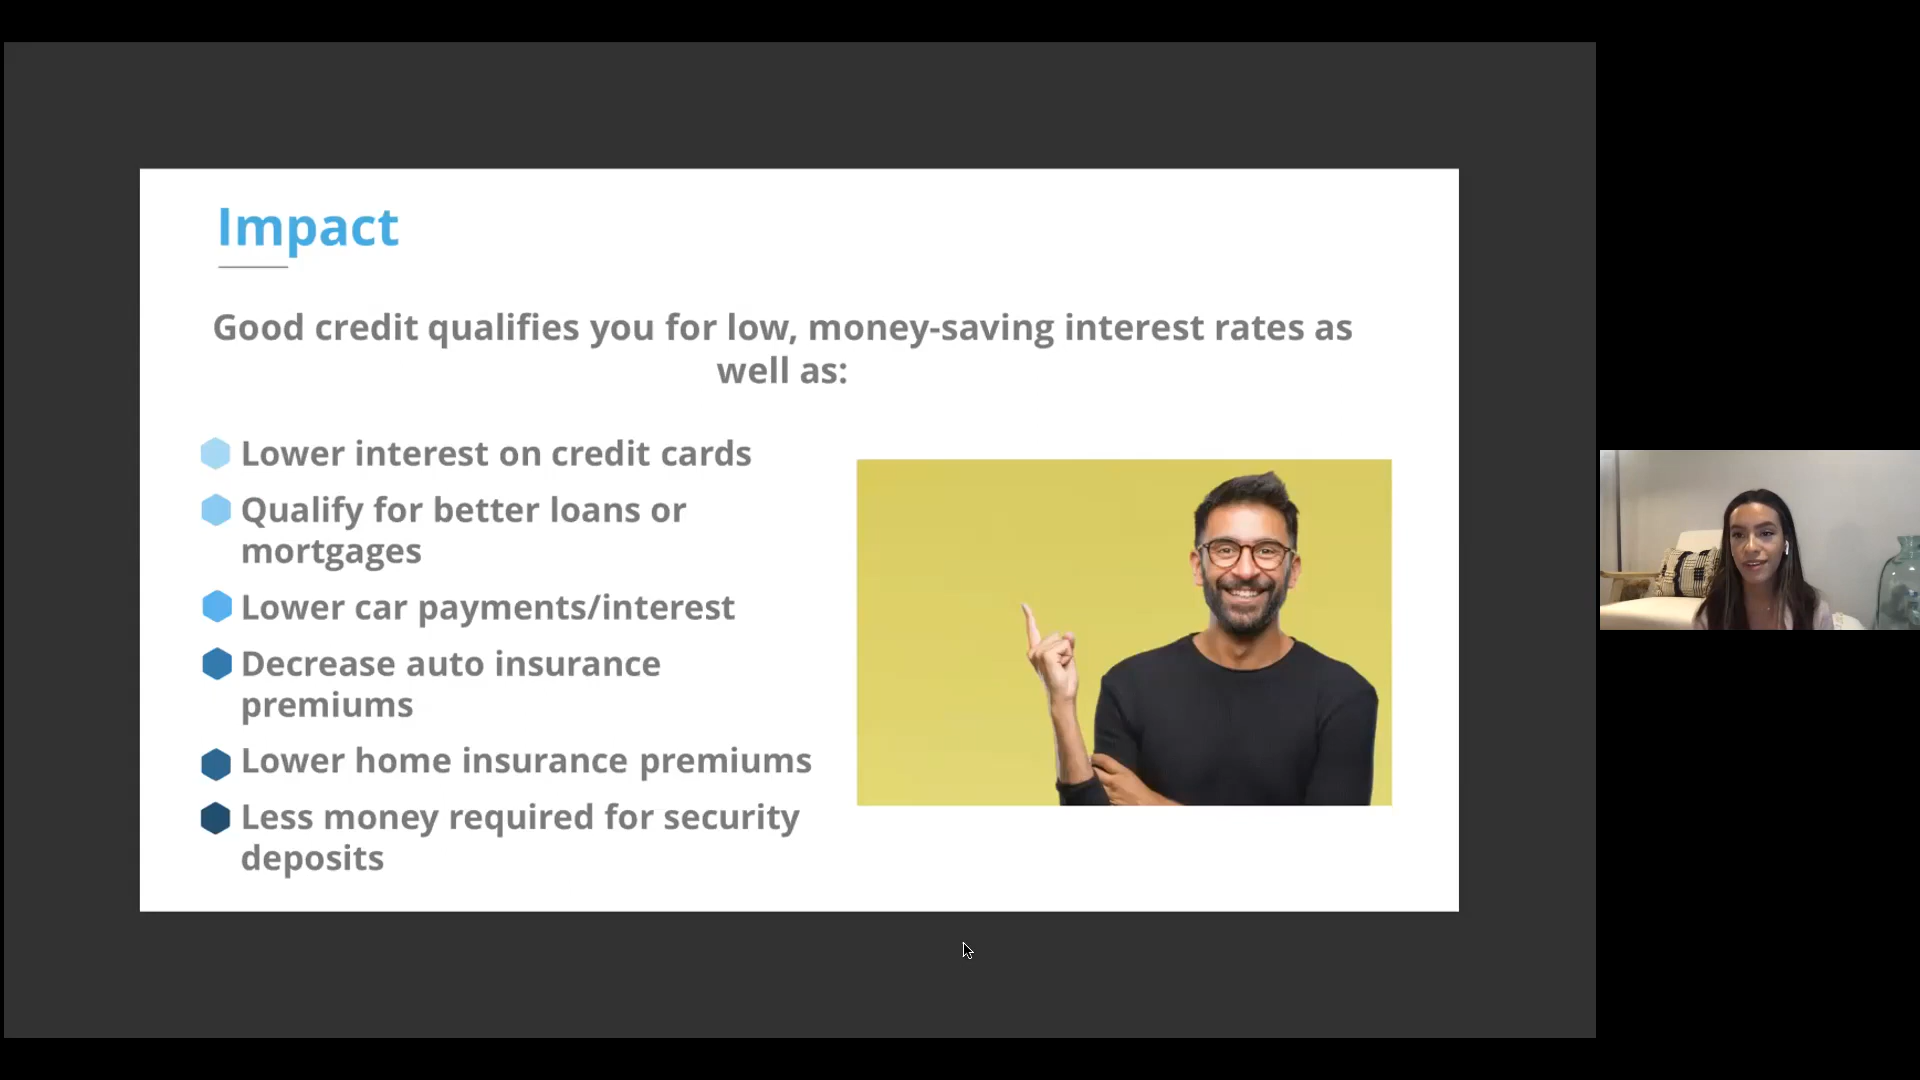 Impact
Good credit qualifies you for low, money-saving interest rates as
well as:
Lower interest on credit cards
Qualify for better loans or
mortgages
Lower car payments/interest
Decrease auto insurance
premiums
Lower home insurance premiums
Less money required for security
deposits